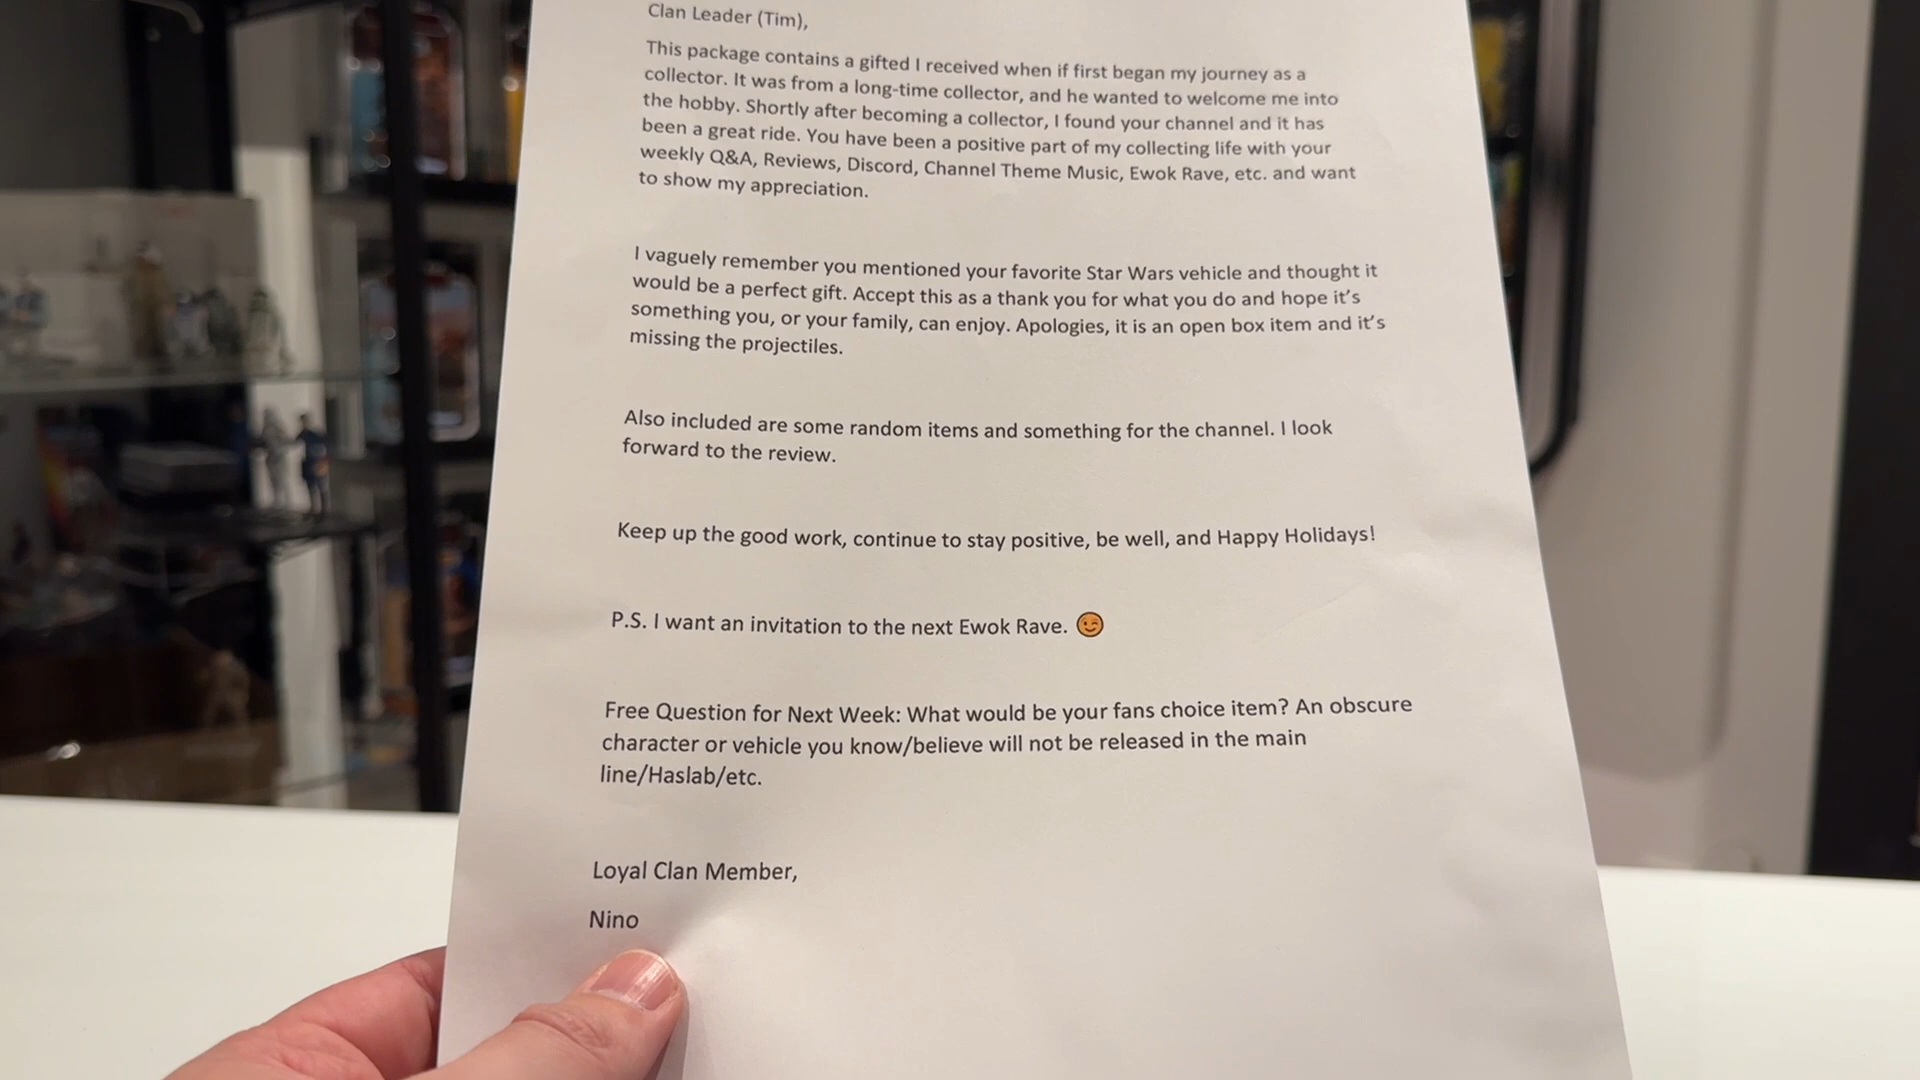 Clan Leader (Tim),
This package contains a gifted I received when if first began my journey as a
collector. It was from a long-time collector, and he wanted to welcome me into
the hobby. Shortly after becoming a collector, I found your channel and it has
been a great ride. You have been a positive part of my collecting life with your
weekly Q&A, Reviews, Discord, Channel Theme Music, Ewok Rave, etc. and want
to show my appreciation.
I vaguely remember you mentioned your favorite Star Wars vehicle and thought it
would be a perfect gift. Accept this as a thank you for what you do and hope it’s
something you, or your family, can enjoy. Apologies, it is an open box item and it’s
missing the projectiles.
Also included are some random items and something for the channel. I look
forward to the review.
Keep up the good work, continue to stay positive, be well, and Happy Holidays!
P.S. I want an invitation to the next Ewok Rave. 😉
Free Question for Next Week: What would be your fans choice item? An obscure
character or vehicle you know/believe will not be released in the main
line/Haslab/etc.
Loyal Clan Member,
Nino